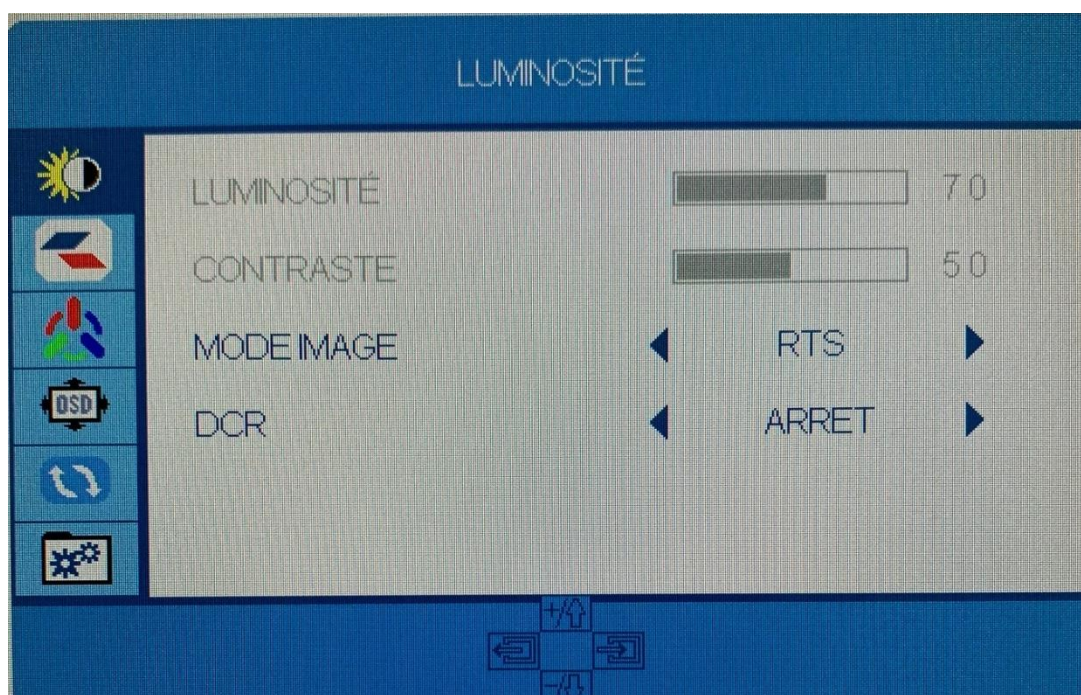 LUMINOSITÉ
LUMINOSITÉ 70
CONTRASTE 50
MODE IMAGE RTS
DCR ARRET
OSD
+/
-/